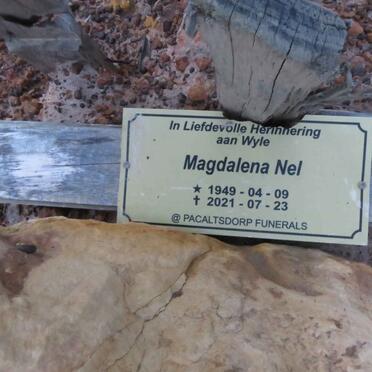 In Liefdevolle Herinnering
aan Wyle
Magdalena Nel
★ 1949 - 04 - 09
✝ 2021 - 07 - 23
@ PACALTSDORP FUNERALS